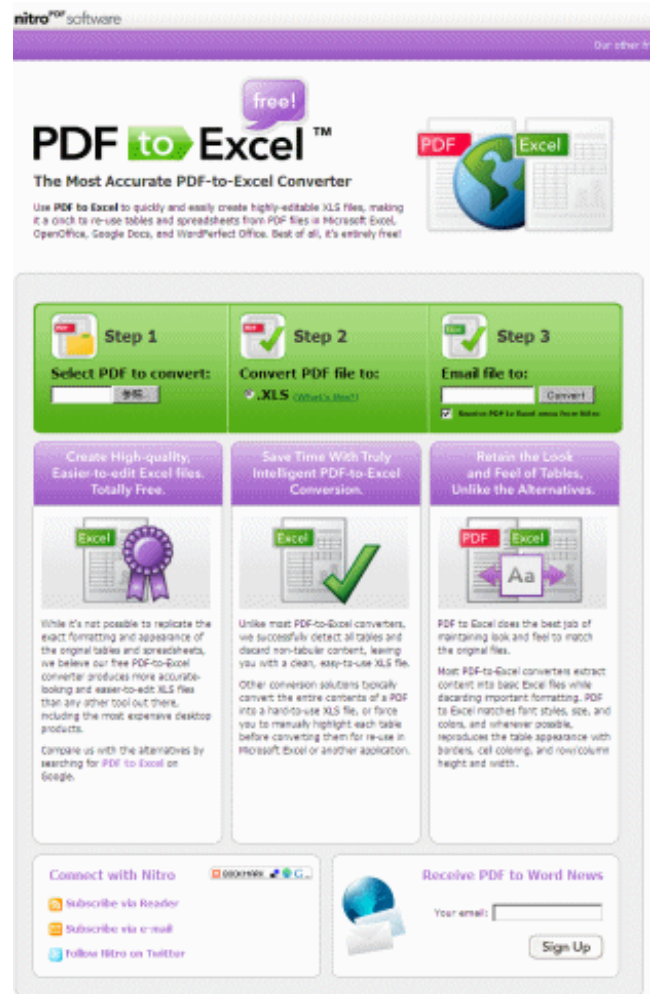 nitroPDF software
Our other fr
free!
PDF to Excel ™
The Most Accurate PDF-to-Excel Converter
Use PDF to Excel to quickly and easily create highly-editable XLS files, making
it a cinch to re-use tables and spreadsheets from PDF files in Microsoft Excel,
OpenOffice, Google Docs, and WordPerfect Office. Best of all, it's entirely free!
PDF Excel
Step 1
Select PDF to convert:
参照...
Step 2
Convert PDF file to:
.XLS (What's this?)
Step 3
Email file to:
Convert
Receive PDF to Excel news from Nitro
Create High-quality,
Easier-to-edit Excel files.
Totally Free.
Excel
While it's not possible to replicate the
exact formatting and appearance of
the original tables and spreadsheets,
we believe our free PDF-to-Excel
converter produces more accurate-
looking and easier-to-edit XLS files
than any other tool out there,
including the most expensive desktop
products.
Compare us with the alternatives by
searching for PDF to Excel on
Google.
Save Time With Truly
Intelligent PDF-to-Excel
Conversion.
Excel
Unlike most PDF-to-Excel converters,
we successfully detect all tables and
discard non-tabular content, leaving
you with a clean, easy-to-use XLS file.
Other conversion solutions typically
convert the entire contents of a PDF
into a hard-to-use XLS file, or force
you to manually highlight each table
before converting them for re-use in
Microsoft Excel or another application.
Retain the Look
and Feel of Tables,
Unlike the Alternatives.
PDF Excel
Aa
PDF to Excel does the best job of
maintaining look and feel to match
the original files.
Most PDF-to-Excel converters extract
content into basic Excel files while
discarding important formatting. PDF
to Excel matches font styles, size, and
colors, and wherever possible,
reproduces the table appearance with
borders, cell coloring, and row/column
height and width.
Connect with Nitro
BOOKMARK
Subscribe via Reader
Subscribe via e-mail
Follow Nitro on Twitter
Receive PDF to Word News
Your email:
Sign Up